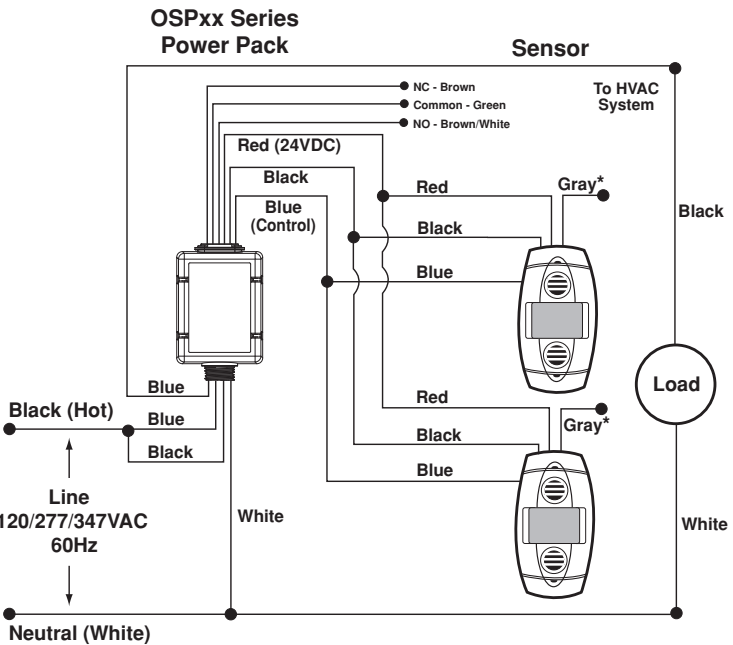 OSPxx Series
Power Pack
Sensor
NC - Brown
Common - Green
NO - Brown/White
To HVAC
System
Red (24VDC)
Black
Blue
(Control)
Red
Gray*
Black
Blue
Black
Load
Blue
Black (Hot)
Blue
Black
Red
Gray*
Black
Blue
Line
120/277/347VAC
60Hz
White
White
Neutral (White)